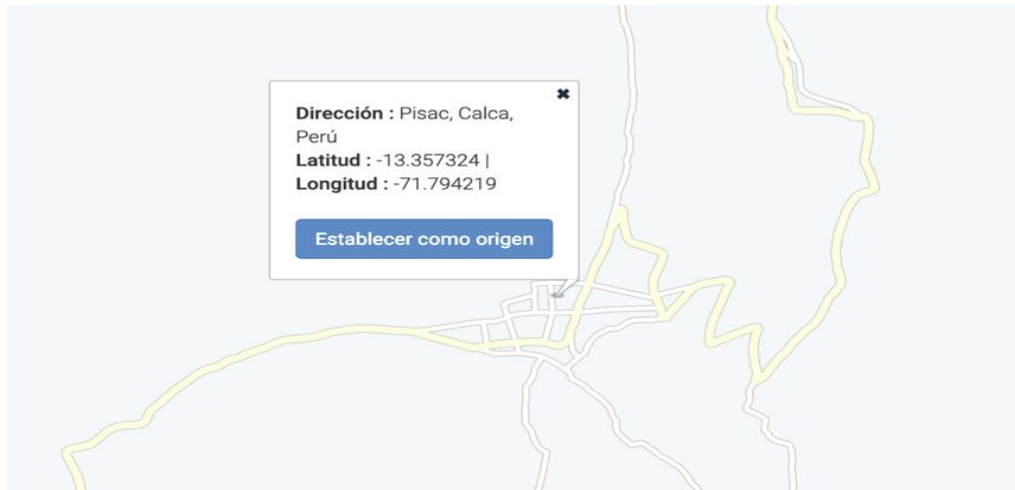 Dirección : Pisac, Calca,
Perú
Latitud : -13.357324 |
Longitud : -71.794219
Establecer como origen